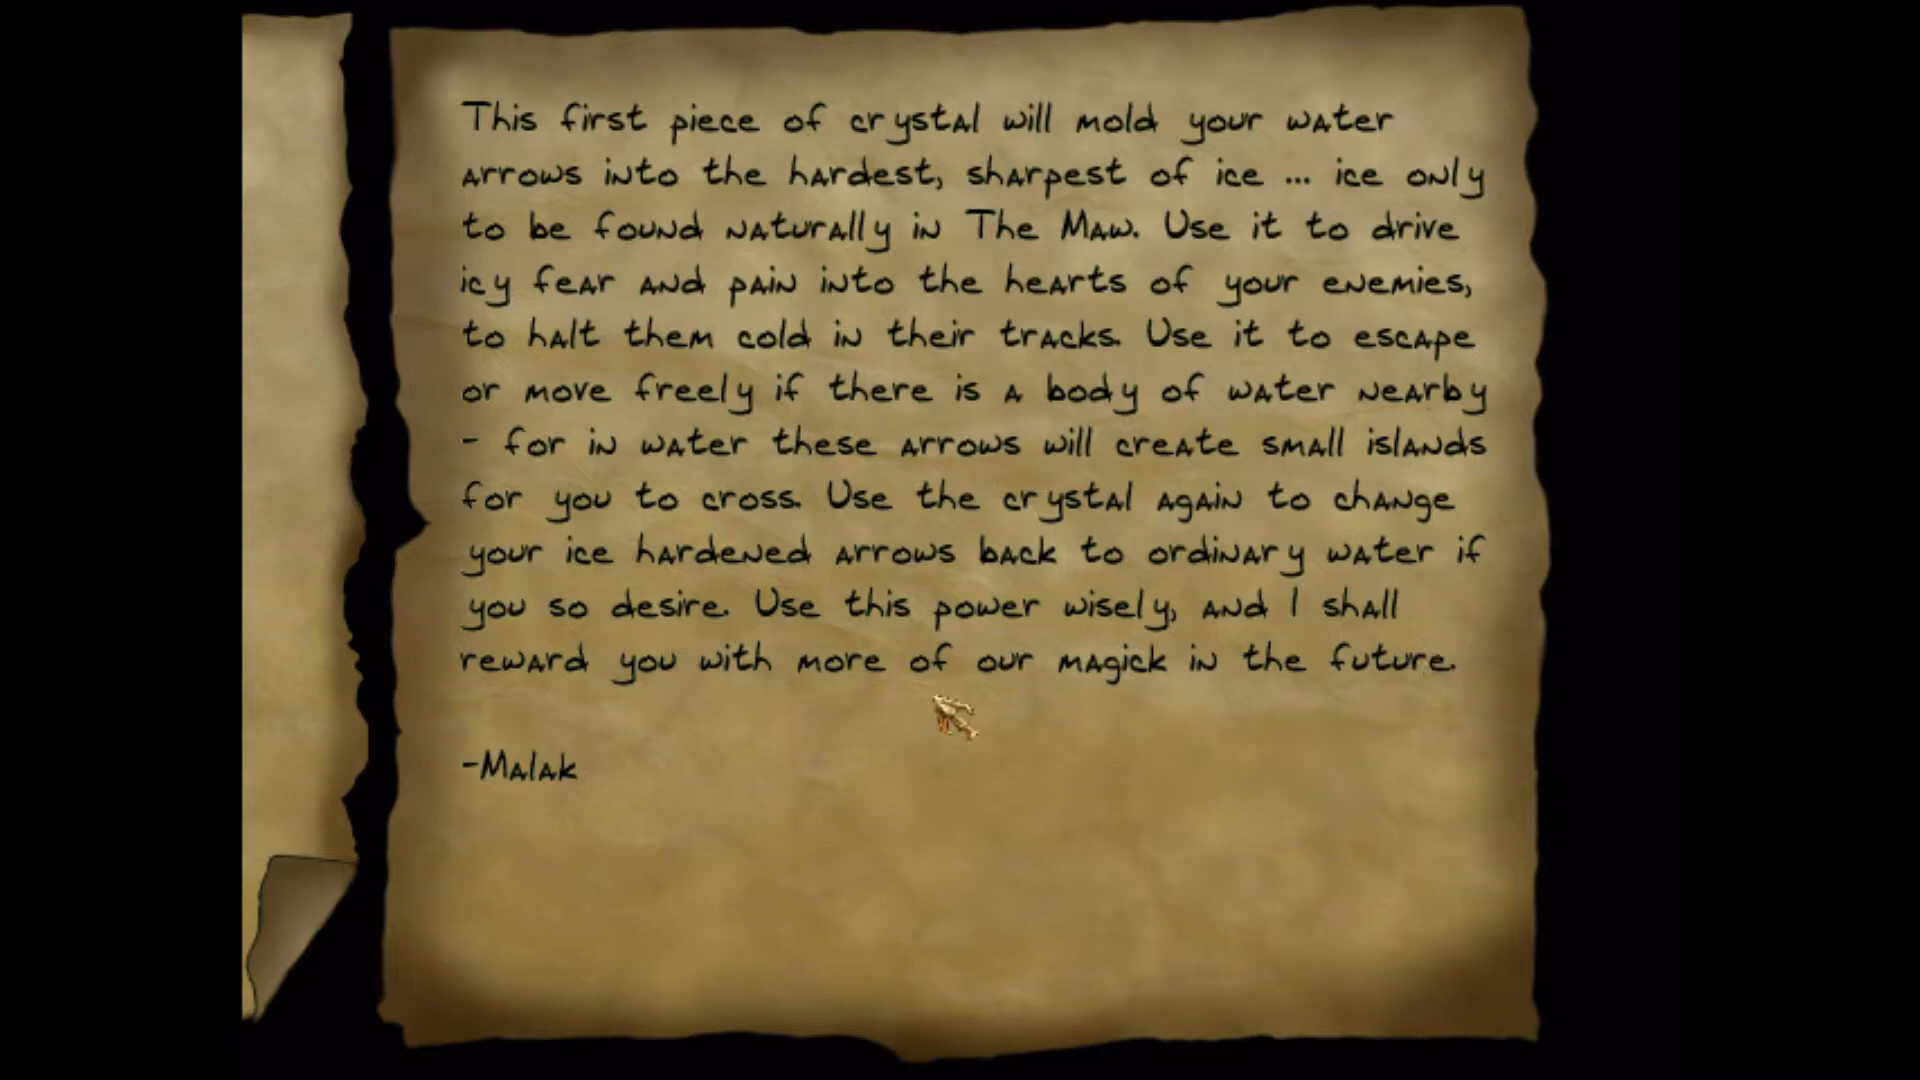 This first piece of crystal will mold your water
arrows into the hardest, sharpest of ice ... ice only
to be found naturally in The Maw. Use it to drive
icy fear and pain into the hearts of your enemies,
to halt them cold in their tracks. Use it to escape
or move freely if there is a body of water nearby
- for in water these arrows will create small islands
for you to cross. Use the crystal again to change
your ice hardened arrows back to ordinary water if
you so desire. Use this power wisely, and I shall
reward you with more of our magick in the future.
-Malak